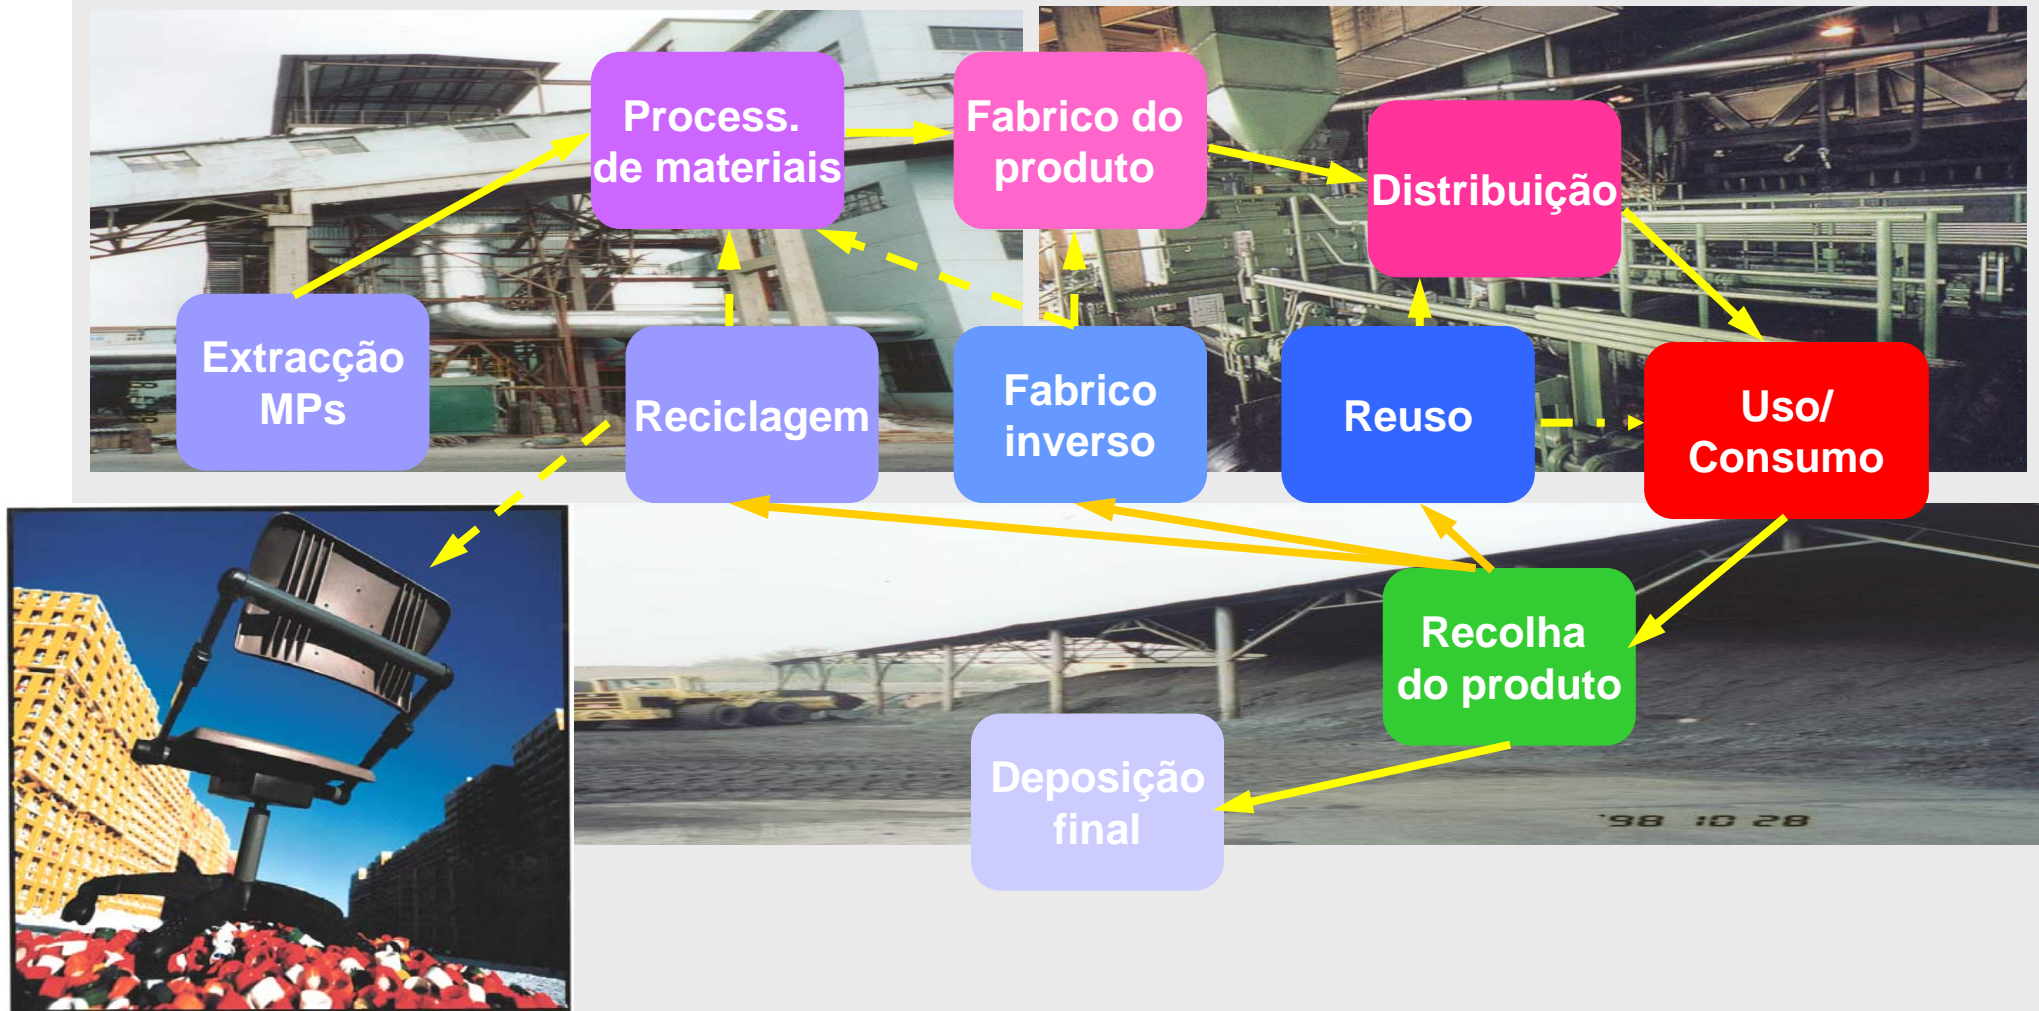 Process.
de materiais
Fabrico do
produto
Distribuição
Extracção
MPs
Reciclagem
Fabrico
inverso
Reuso
Uso/
Consumo
Recolha
do produto
Deposição
final
'98 10 28